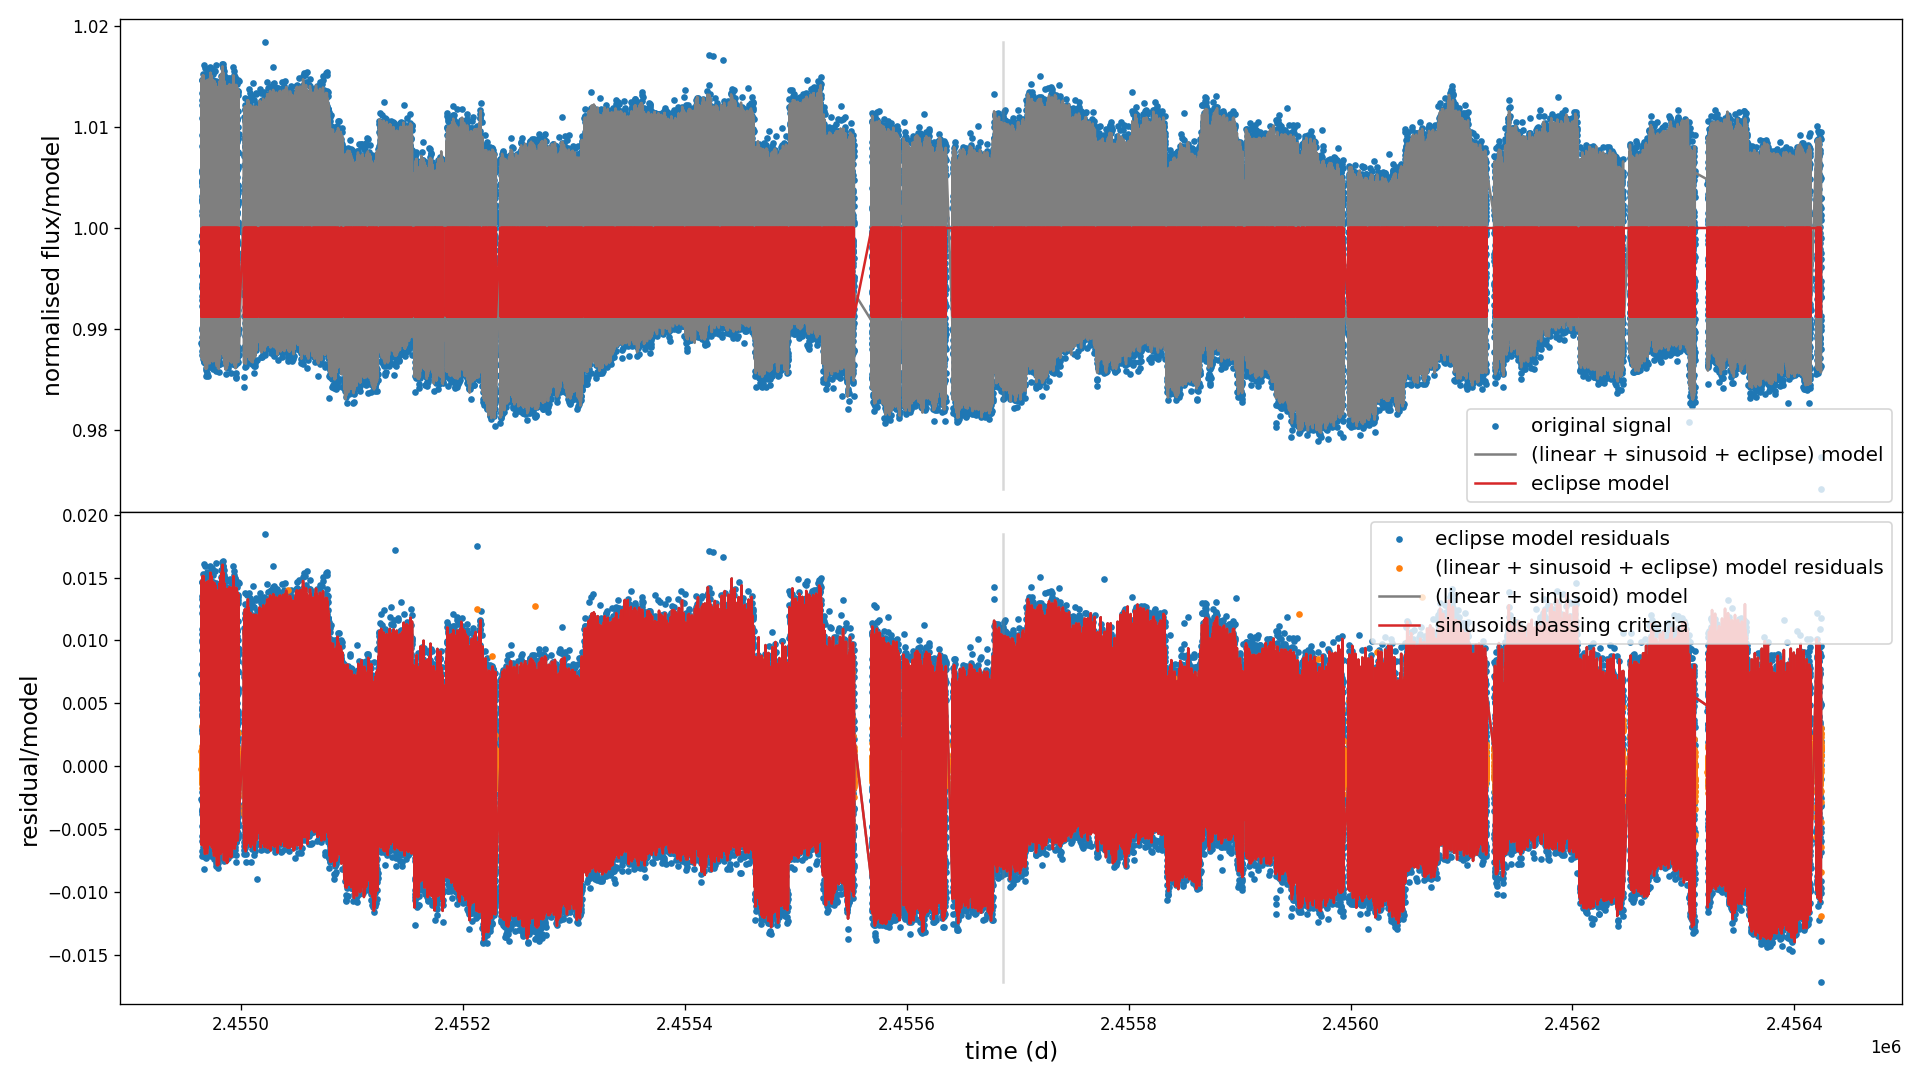 1.02
1.01
1.00
0.99
0.98
normalised flux/model
original signal
(linear + sinusoid + eclipse) model
eclipse model
0.020
0.015
0.010
0.005
0.000
−0.005
−0.010
−0.015
residual/model
eclipse model residuals
(linear + sinusoid + eclipse) model residuals
(linear + sinusoid) model
sinusoids passing criteria
2.4550 2.4552 2.4554 2.4556 2.4558 2.4560 2.4562 2.4564
time (d)
1e6